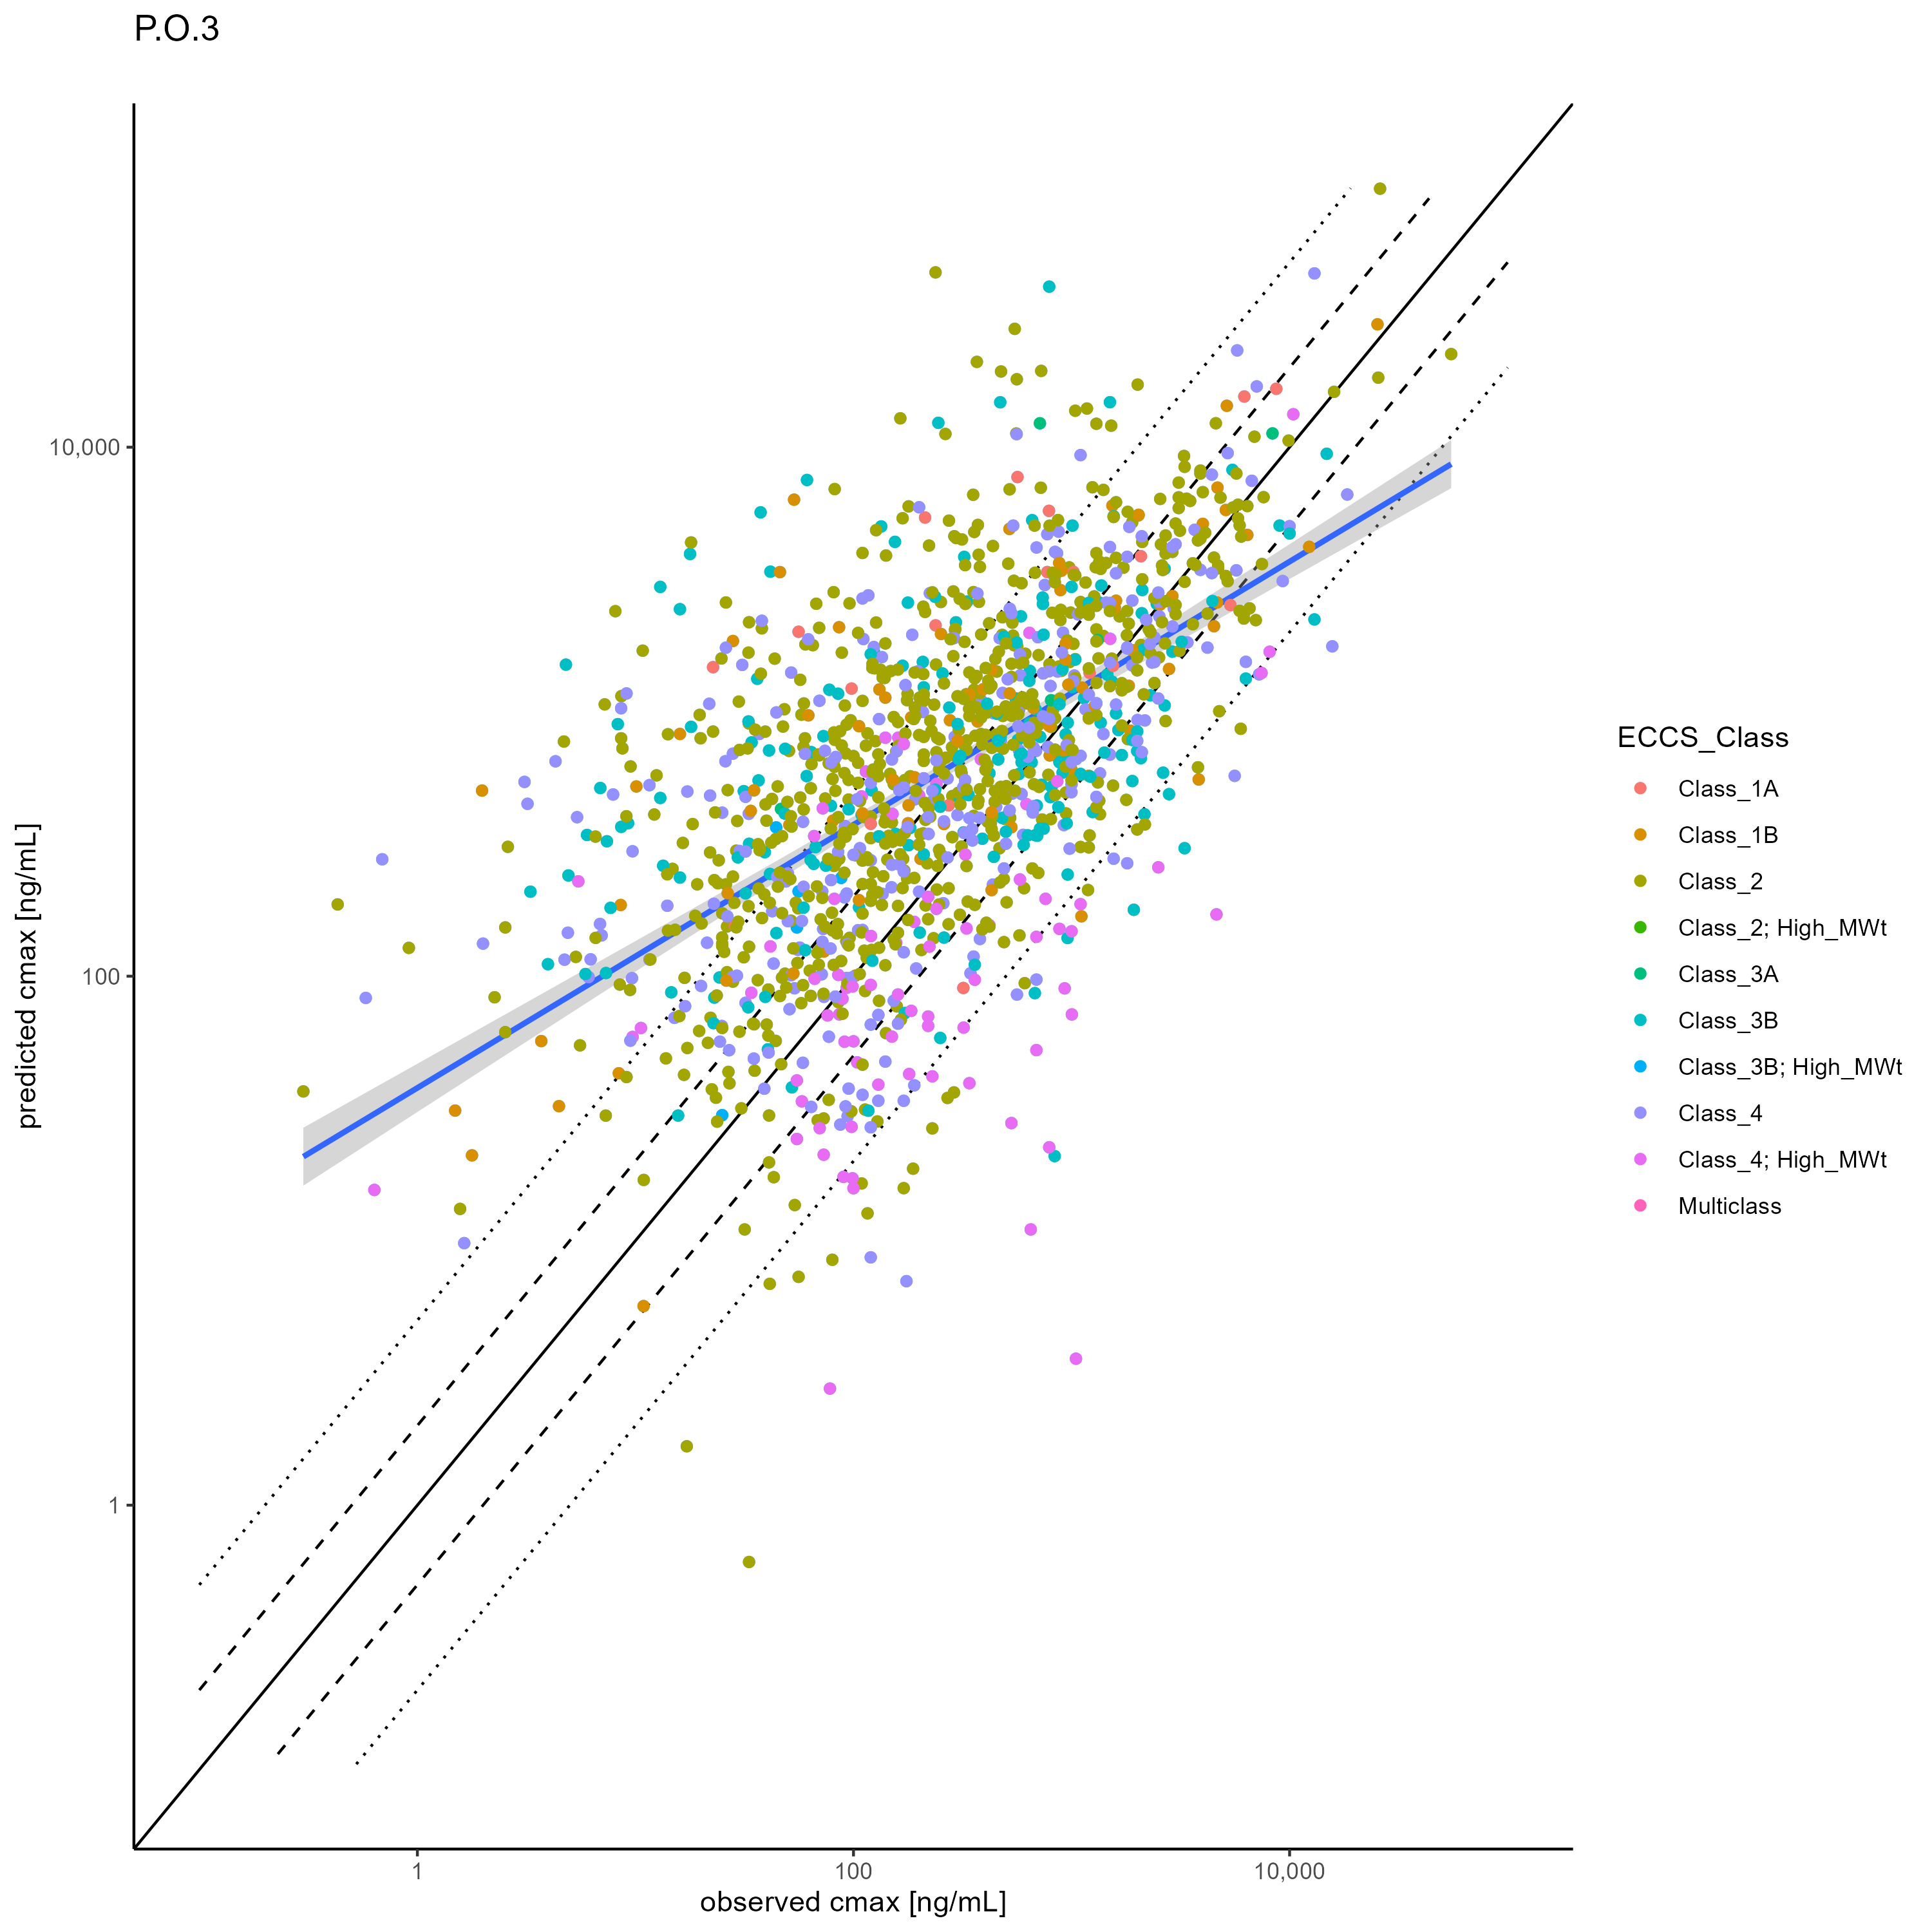 P.O.3
predicted cmax [ng/mL]
10,000
100
1
1
100
10,000
observed cmax [ng/mL]
ECCS_Class
Class_1A
Class_1B
Class_2
Class_2; High_MWt
Class_3A
Class_3B
Class_3B; High_MWt
Class_4
Class_4; High_MWt
Multiclass